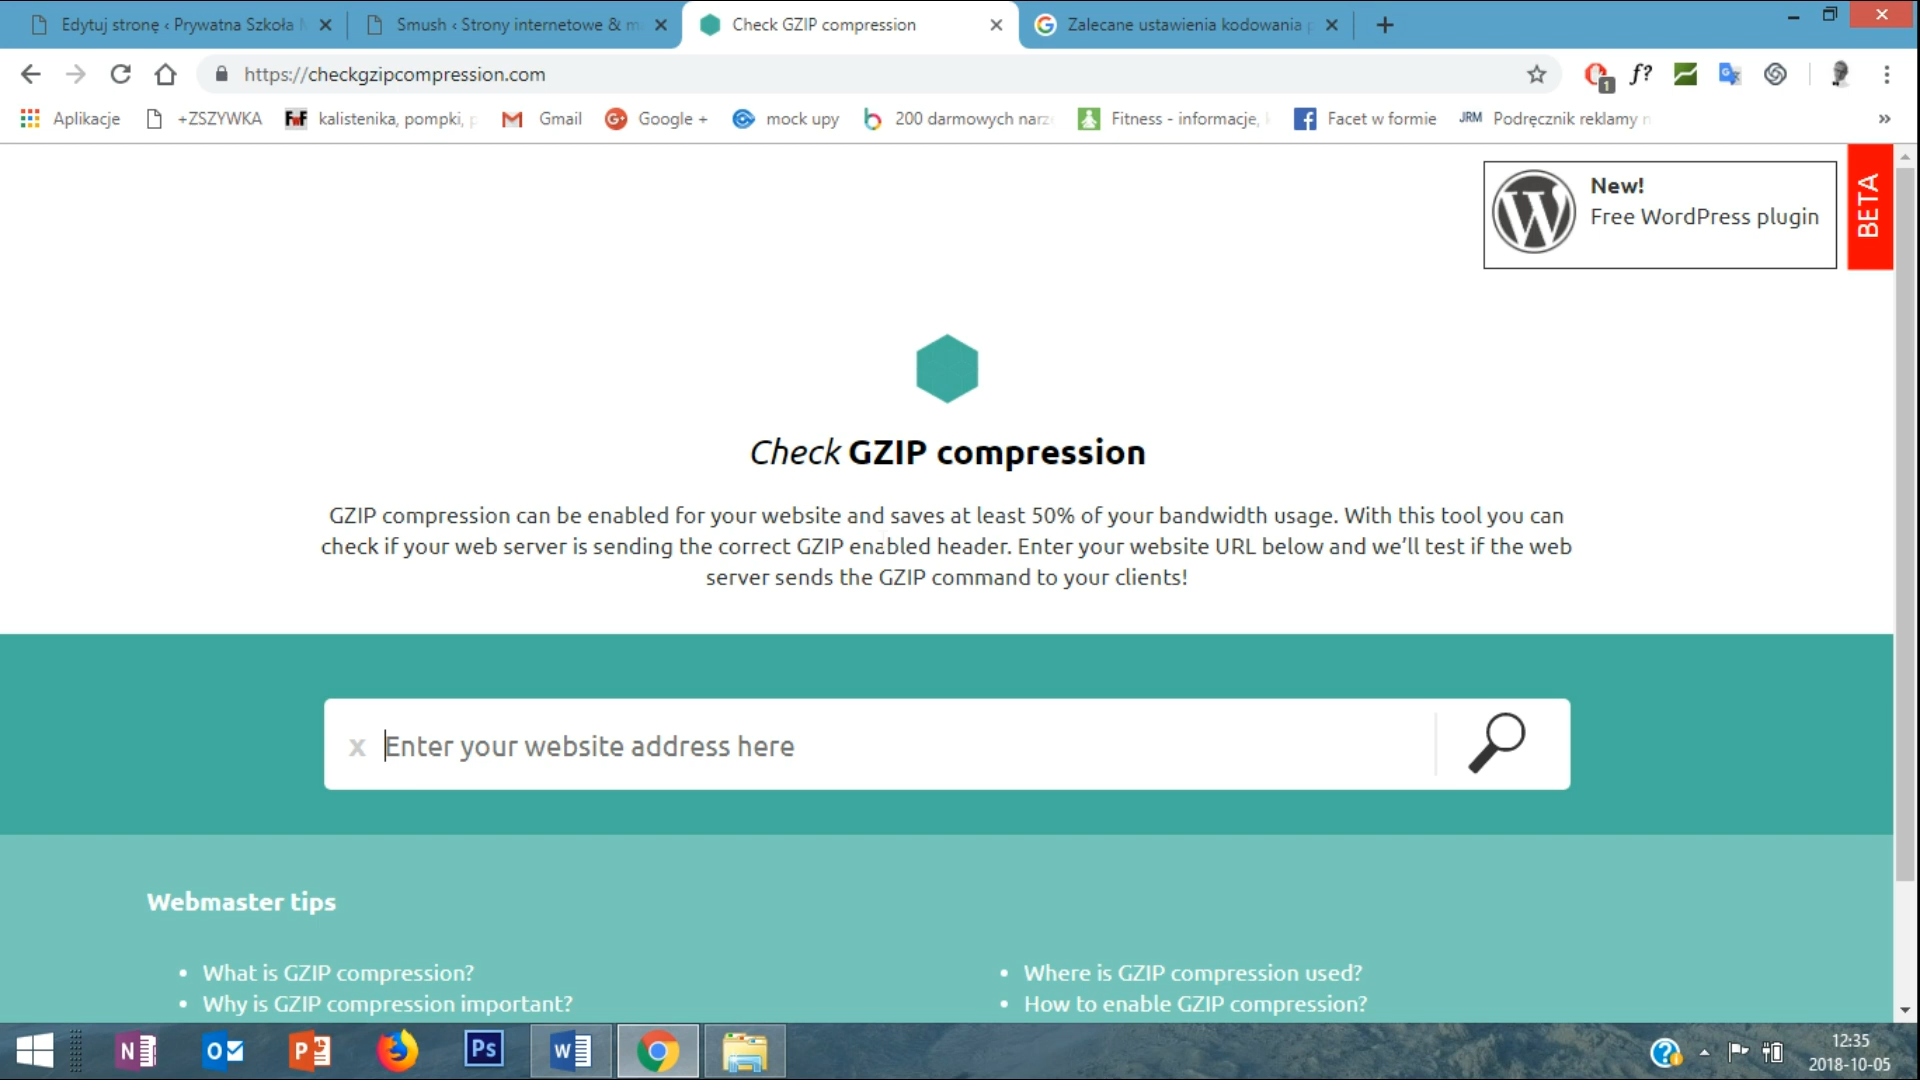 Edytuj stronę ‹ Prywatna Szkoła
Smush ‹ Strony internetowe &
Check GZIP compression
Zalecane ustawienia kodowania
https://checkgzipcompression.com
1
f?
Aplikacje
+ZSZYWKA
FWF
kalistenika, pompki,
Gmail
Google +
mock upy
200 darmowych
Fitness - informacje,
Facet w formie
JRM
Podręcznik reklamy
»
New!
Free WordPress plugin
BETA
Check GZIP compression
GZIP compression can be enabled for your website and saves at least 50% of your bandwidth usage. With this tool you can
check if your web server is sending the correct GZIP enabled header. Enter your website URL below and we’ll test if the web
server sends the GZIP command to your clients!
x Enter your website address here
Webmaster tips
• What is GZIP compression?
• Why is GZIP compression important?
• Where is GZIP compression used?
• How to enable GZIP compression?
Ps
12:35
2018-10-05